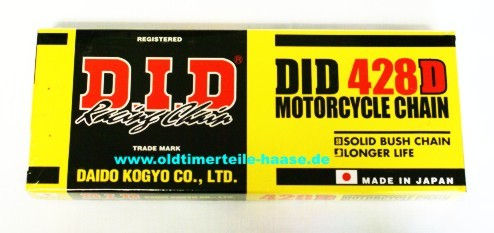 REGISTERED
D.I.D®
Racing Chain
TRADE MARK
www.oldtimerteile-haase.de
DAIDO KOGYO CO., LTD.
DID 428D
MOTORCYCLE CHAIN
SOLID BUSH CHAIN
LONGER LIFE
MADE IN JAPAN